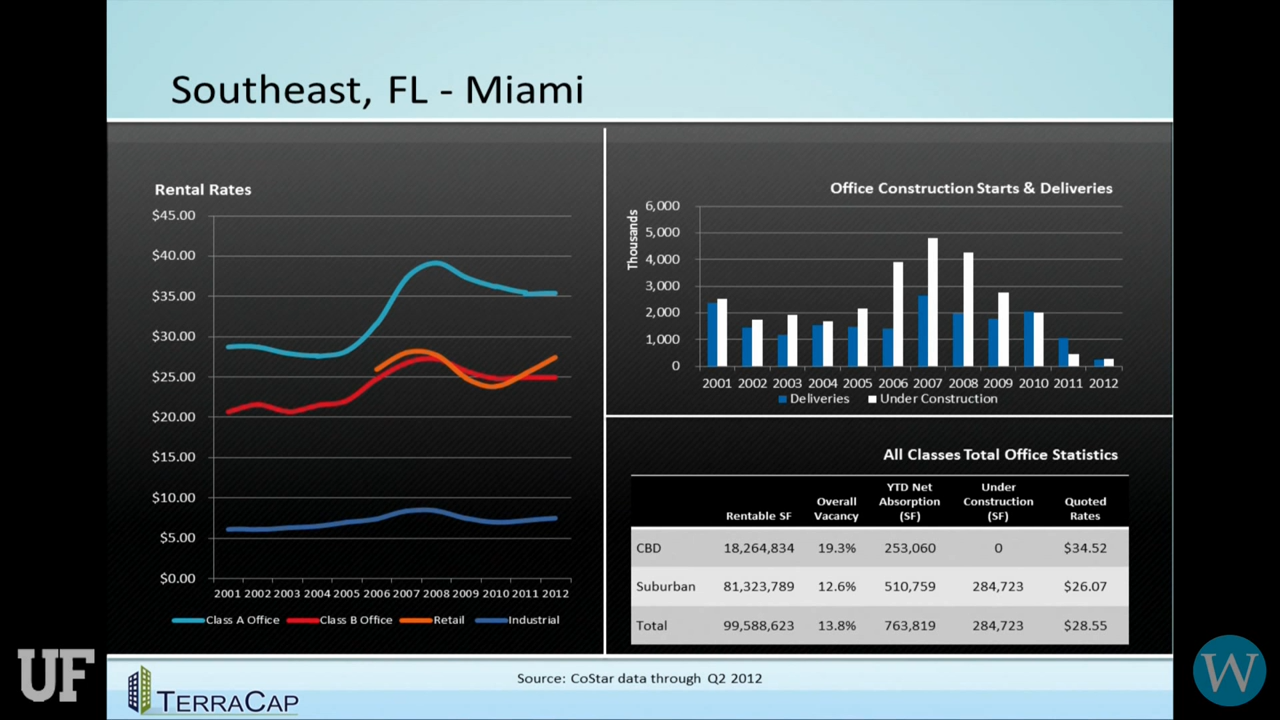 Southeast, FL - Miami
Rental Rates
$45.00
$40.00
$35.00
$30.00
$25.00
$20.00
$15.00
$10.00
$5.00
$0.00
2001 2002 2003 2004 2005 2006 2007 2008 2009 2010 2011 2012
Class A Office Class B Office Retail Industrial
Office Construction Starts & Deliveries
Thousands
6,000
5,000
4,000
3,000
2,000
1,000
0
2001 2002 2003 2004 2005 2006 2007 2008 2009 2010 2011 2012
Deliveries Under Construction
All Classes Total Office Statistics
Rentable SF Overall Vacancy YTD Net Absorption (SF) Under Construction (SF) Quoted Rates
CBD 18,264,834 19.3% 253,060 0 $34.52
Suburban 81,323,789 12.6% 510,759 284,723 $26.07
Total 99,588,623 13.8% 763,819 284,723 $28.55
Source: CoStar data through Q2 2012
UF
TERRACAP
W